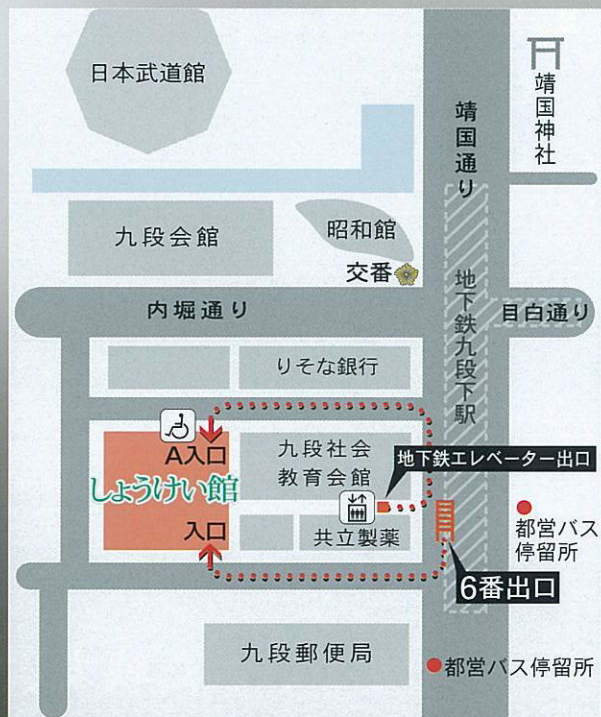 日本武道館
靖国神社
靖国通り
九段会館
昭和館
交番
内堀通り
目白通り
地下鉄九段下駅
りそな銀行
A入口
しょうけい館
入口
九段社会
教育会館
地下鉄エレベーター出口
共立製薬
都営バス
停留所
6番出口
九段郵便局
都営バス停留所